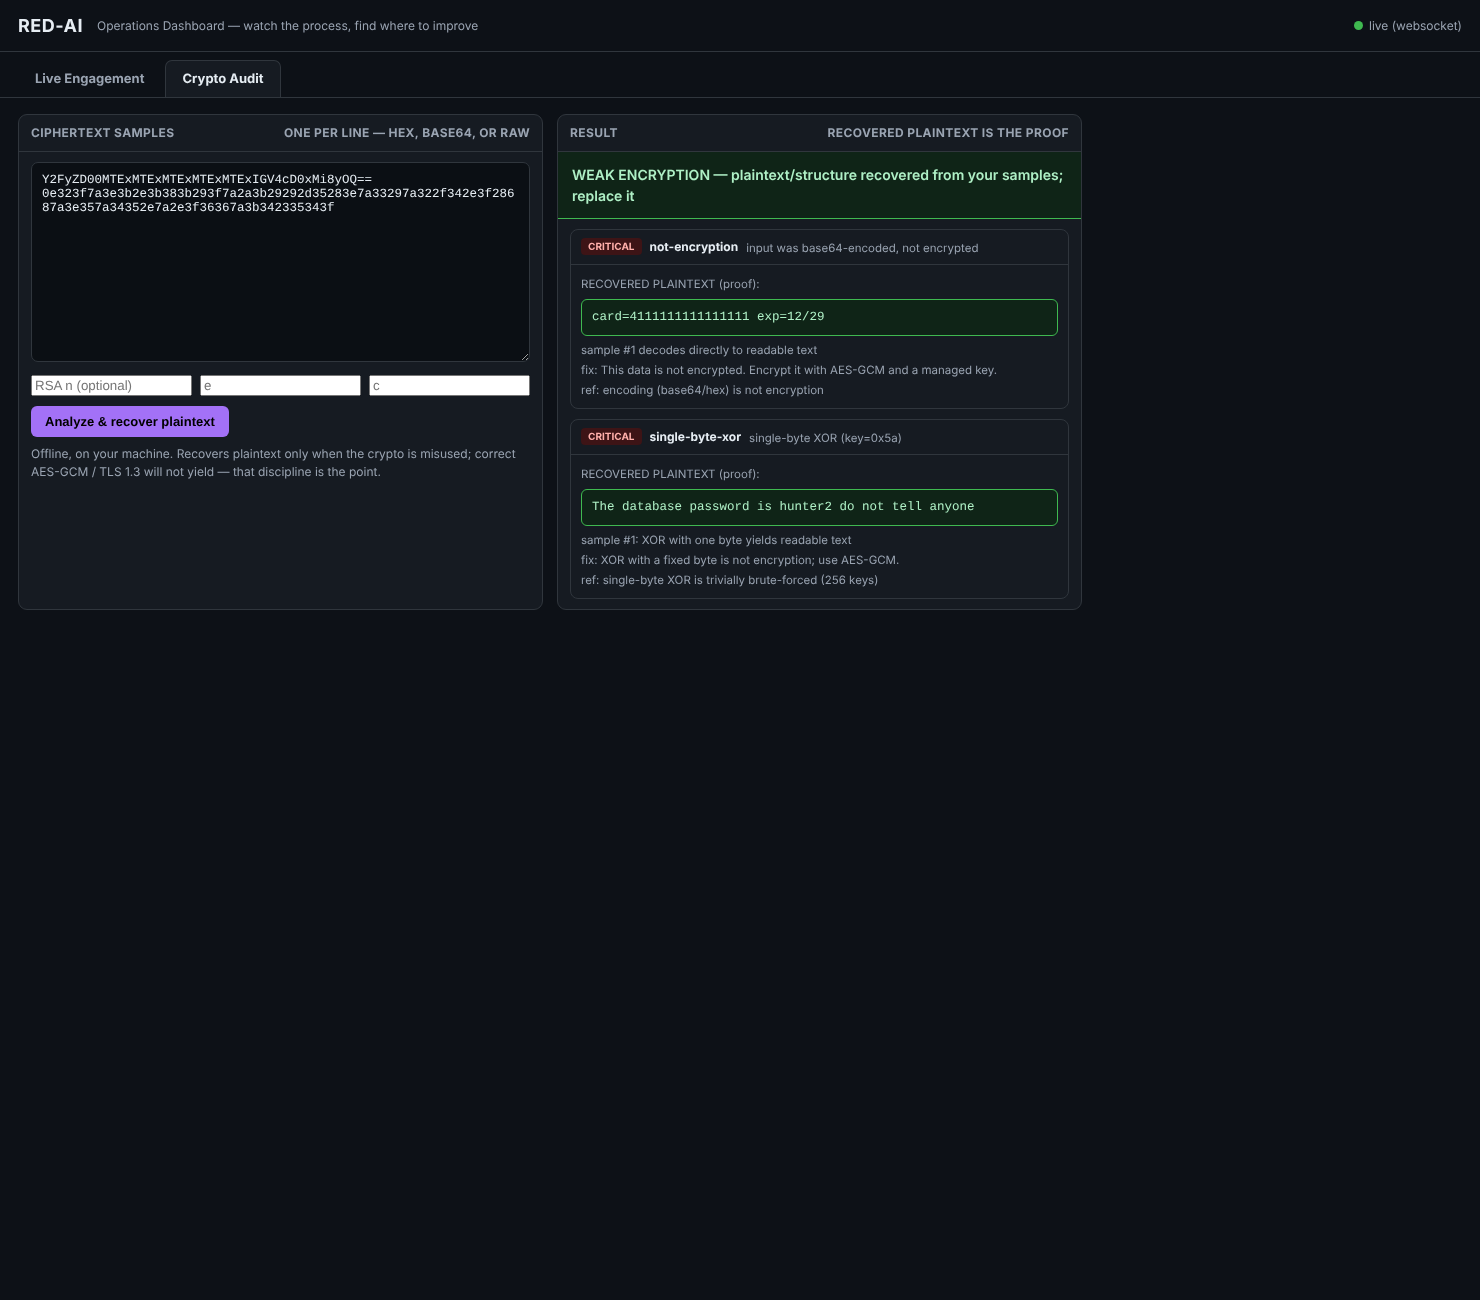 RED-AI Operations Dashboard — watch the process, find where to improve live (websocket)
Live Engagement Crypto Audit
CIPHERTEXT SAMPLES ONE PER LINE — HEX, BASE64, OR RAW
Y2FyZD00MTExMTExMTExMTExMTExIGV4cD0xMi8yOQ==
0e323f7a3e3b2e3b383b293f7a2a3b29292d35283e7a33297a322f342e3f286
87a3e357a34352e7a2e3f36367a3b342335343f
RSA n (optional) e c
Analyze & recover plaintext
Offline, on your machine. Recovers plaintext only when the crypto is misused; correct
AES-GCM / TLS 1.3 will not yield — that discipline is the point.
RESULT RECOVERED PLAINTEXT IS THE PROOF
WEAK ENCRYPTION — plaintext/structure recovered from your samples;
replace it
CRITICAL not-encryption input was base64-encoded, not encrypted
RECOVERED PLAINTEXT (proof):
card=4111111111111111 exp=12/29
sample #1 decodes directly to readable text
fix: This data is not encrypted. Encrypt it with AES-GCM and a managed key.
ref: encoding (base64/hex) is not encryption
CRITICAL single-byte-xor single-byte XOR (key=0x5a)
RECOVERED PLAINTEXT (proof):
The database password is hunter2 do not tell anyone
sample #1: XOR with one byte yields readable text
fix: XOR with a fixed byte is not encryption; use AES-GCM.
ref: single-byte XOR is trivially brute-forced (256 keys)